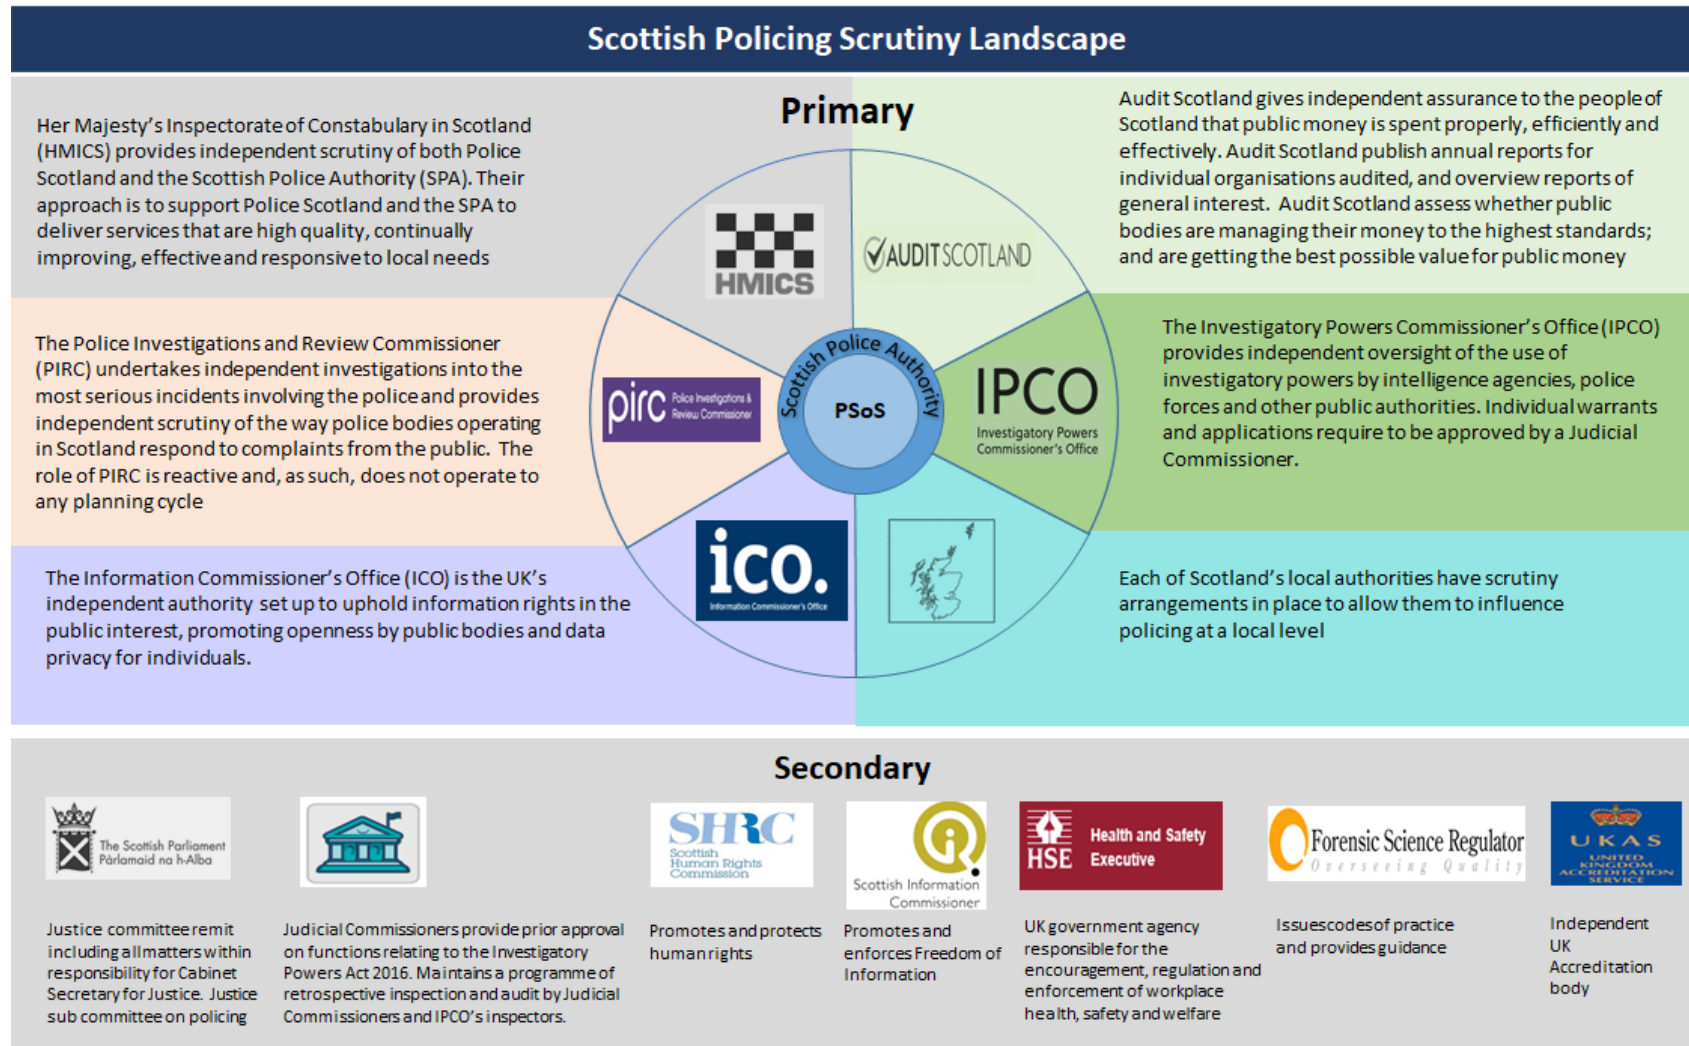 Scottish Policing Scrutiny Landscape
Primary
Her Majesty's Inspectorate of Constabulary in Scotland
(HMICS) provides independent scrutiny of both Police
Scotland and the Scottish Police Authority (SPA). Their
approach is to support Police Scotland and the SPA to
deliver services that are high quality, continually
improving, effective and responsive to local needs
HMICS
AUDIT SCOTLAND
Audit Scotland gives independent assurance to the people of
Scotland that public money is spent properly, efficiently and
effectively. Audit Scotland publish annual reports for
individual organisations audited, and overview reports of
general interest. Audit Scotland assess whether public
bodies are managing their money to the highest standards;
and are getting the best possible value for public money
The Police Investigations and Review Commissioner
(PIRC) undertakes independent investigations into the
most serious incidents involving the police and provides
independent scrutiny of the way police bodies operating
in Scotland respond to complaints from the public. The
role of PIRC is reactive and, as such, does not operate to
any planning cycle
pirc Police Investigations &
Review Commissioner
Scottish Police Authority
PSoS
IPCO
Investigatory Powers
Commissioner's Office
The Investigatory Powers Commissioner's Office (IPCO)
provides independent oversight of the use of
investigatory powers by intelligence agencies, police
forces and other public authorities. Individual warrants
and applications require to be approved by a Judicial
Commissioner.
The Information Commissioner's Office (ICO) is the UK's
independent authority set up to uphold information rights in the
public interest, promoting openness by public bodies and data
privacy for individuals.
ico.
Information Commissioner's Office
Each of Scotland's local authorities have scrutiny
arrangements in place to allow them to influence
policing at a local level
Secondary
The Scottish Parliament
Pàrlamaid na h-Alba
Justice committee remit
including all matters within
responsibility for Cabinet
Secretary for Justice. Justice
sub committee on policing
Judicial Commissioners provide prior approval
on functions relating to the Investigatory
Powers Act 2016. Maintains a programme of
retrospective inspection and audit by Judicial
Commissioners and IPCO's inspectors.
SHRC
Scottish
Human Rights
Commission
Promotes and protects
human rights
Scottish Information
Commissioner
Promotes and
enforces Freedom of
Information
HSE
Health and Safety
Executive
UK government agency
responsible for the
encouragement, regulation and
enforcement of workplace
health, safety and welfare
Forensic Science Regulator
Overseeing Quality
Issues codes of practice
and provides guidance
UKAS
UNITED
KINGDOM
ACCREDITATION
SERVICE
Independent
UK
Accreditation
body